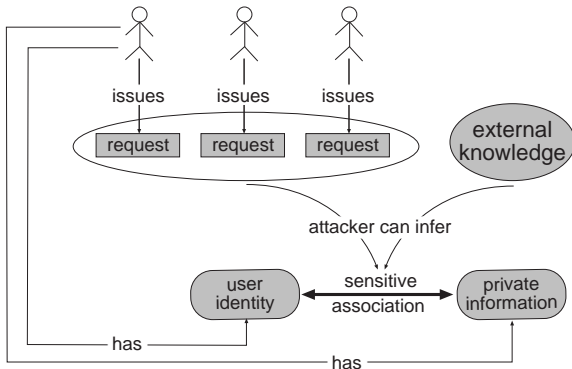 issues issues issues
request request request
external
knowledge
attacker can infer
user
identity
sensitive
association
private
information
has
has